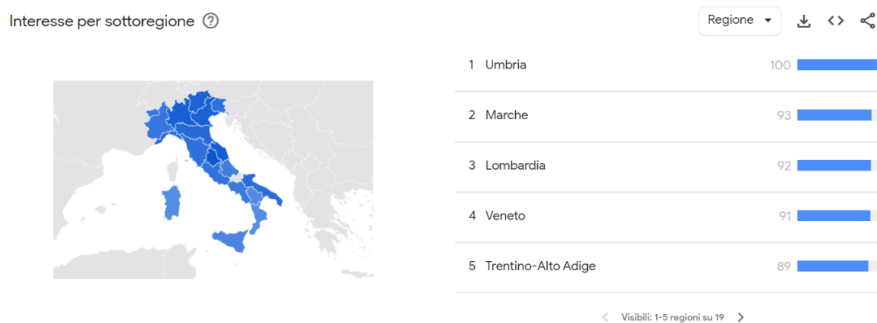 Interesse per sottoregione
Regione
1 Umbria 100
2 Marche 93
3 Lombardia 92
4 Veneto 91
5 Trentino-Alto Adige 89
Visibili: 1-5 regioni su 19